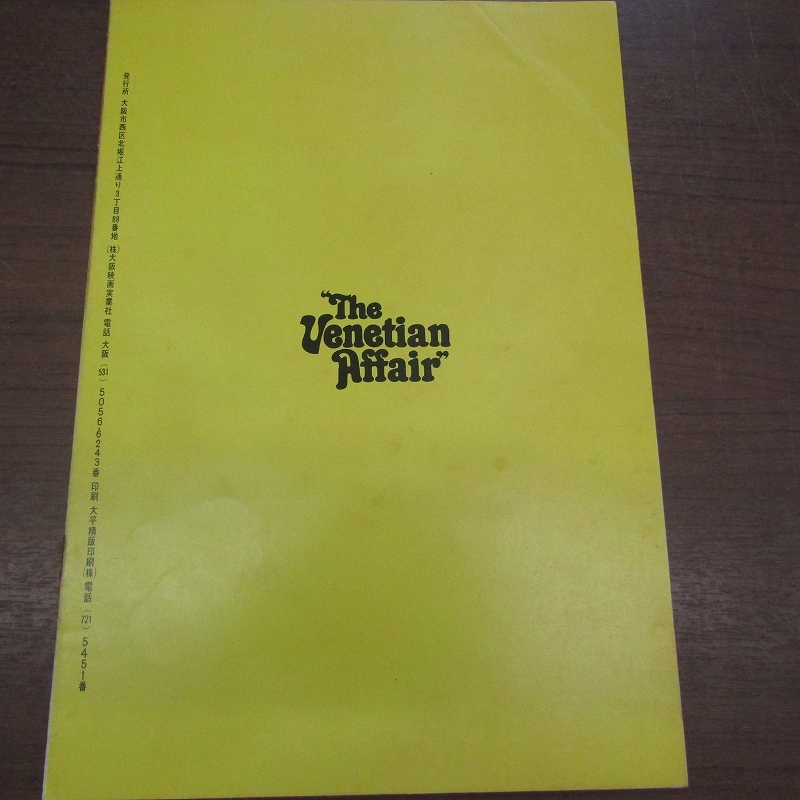 発行所 大阪市西区北堀江上通り3丁目88番地 (株)大阪映画実業社 電話 大阪(531)5056,6243番 印刷 大平精版印刷(株)電話(721)5451番
“The
Venetian
Affair”